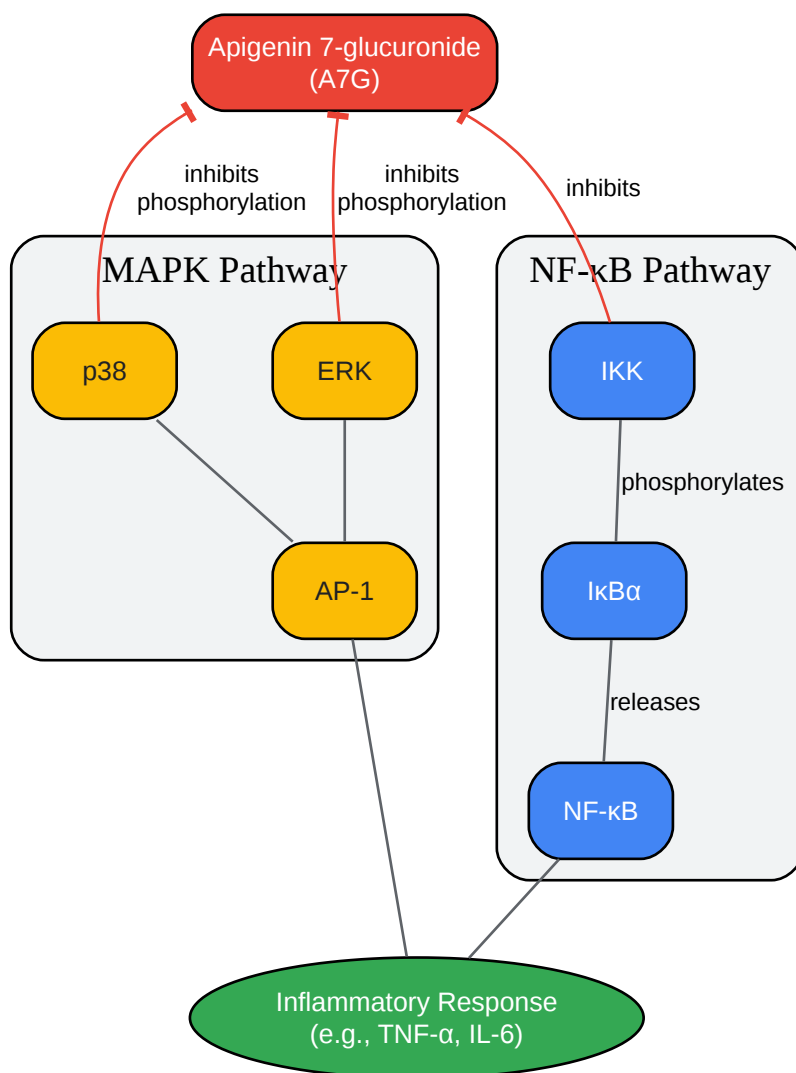 Apigenin 7-glucuronide
(A7G)
inhibits
phosphorylation
inhibits
phosphorylation
inhibits
MAPK Pathway
NF-κB Pathway
p38
ERK
IKK
phosphorylates
AP-1
IκBα
releases
NF-κB
Inflammatory Response
(e.g., TNF-α, IL-6)